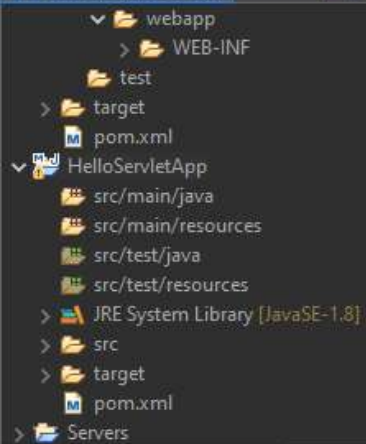 webapp
WEB-INF
test
target
pom.xml
HelloServletApp
src/main/java
src/main/resources
src/test/java
src/test/resources
JRE System Library [JavaSE-1.8]
src
target
pom.xml
Servers